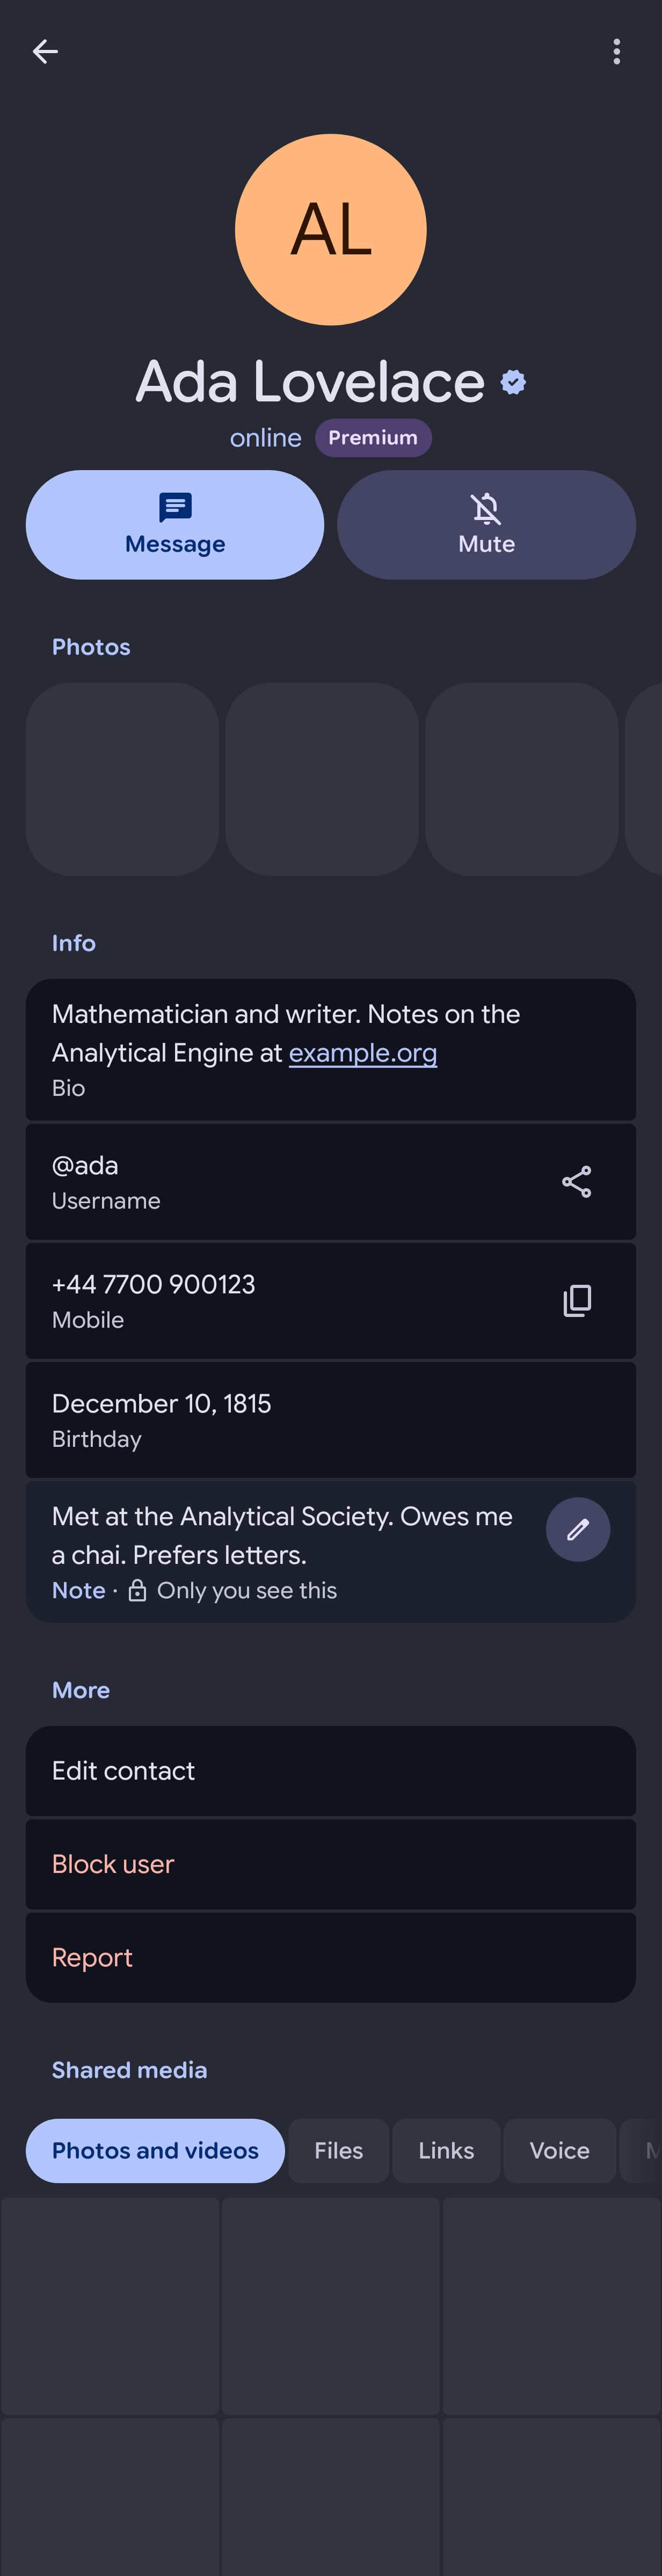 AL
Ada Lovelace
online Premium
Message
Mute
Photos
Info
Mathematician and writer. Notes on the
Analytical Engine at example.org
Bio
@ada
Username
+44 7700 900123
Mobile
December 10, 1815
Birthday
Met at the Analytical Society. Owes me
a chai. Prefers letters.
Note · Only you see this
More
Edit contact
Block user
Report
Shared media
Photos and videos Files Links Voice